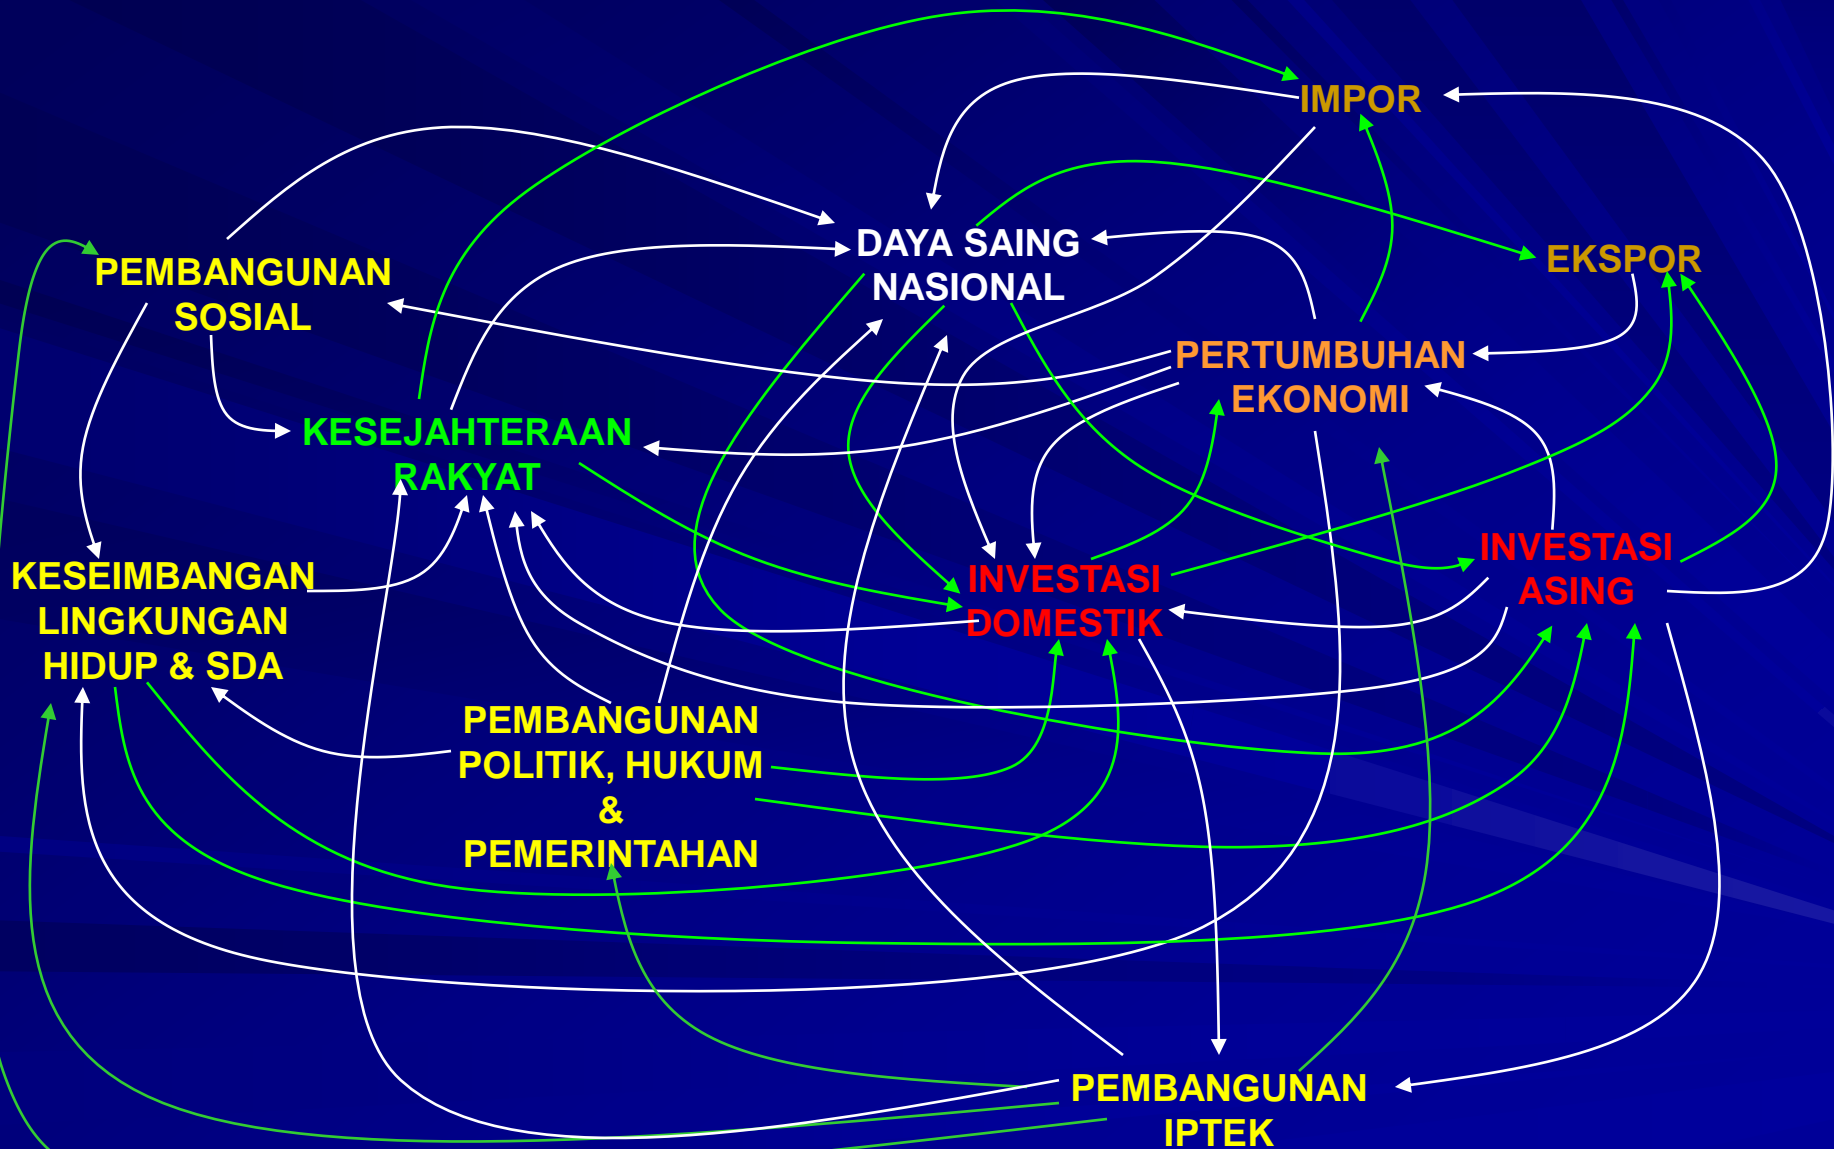 IMPOR
DAYA SAING
NASIONAL
EKSPOR
PEMBANGUNAN
SOSIAL
PERTUMBUHAN
EKONOMI
KESEJAHTERAAN
RAKYAT
INVESTASI
ASING
KESEIMBANGAN
LINGKUNGAN
HIDUP & SDA
INVESTASI
DOMESTIK
PEMBANGUNAN
POLITIK, HUKUM
&
PEMERINTAHAN
PEMBANGUNAN
IPTEK